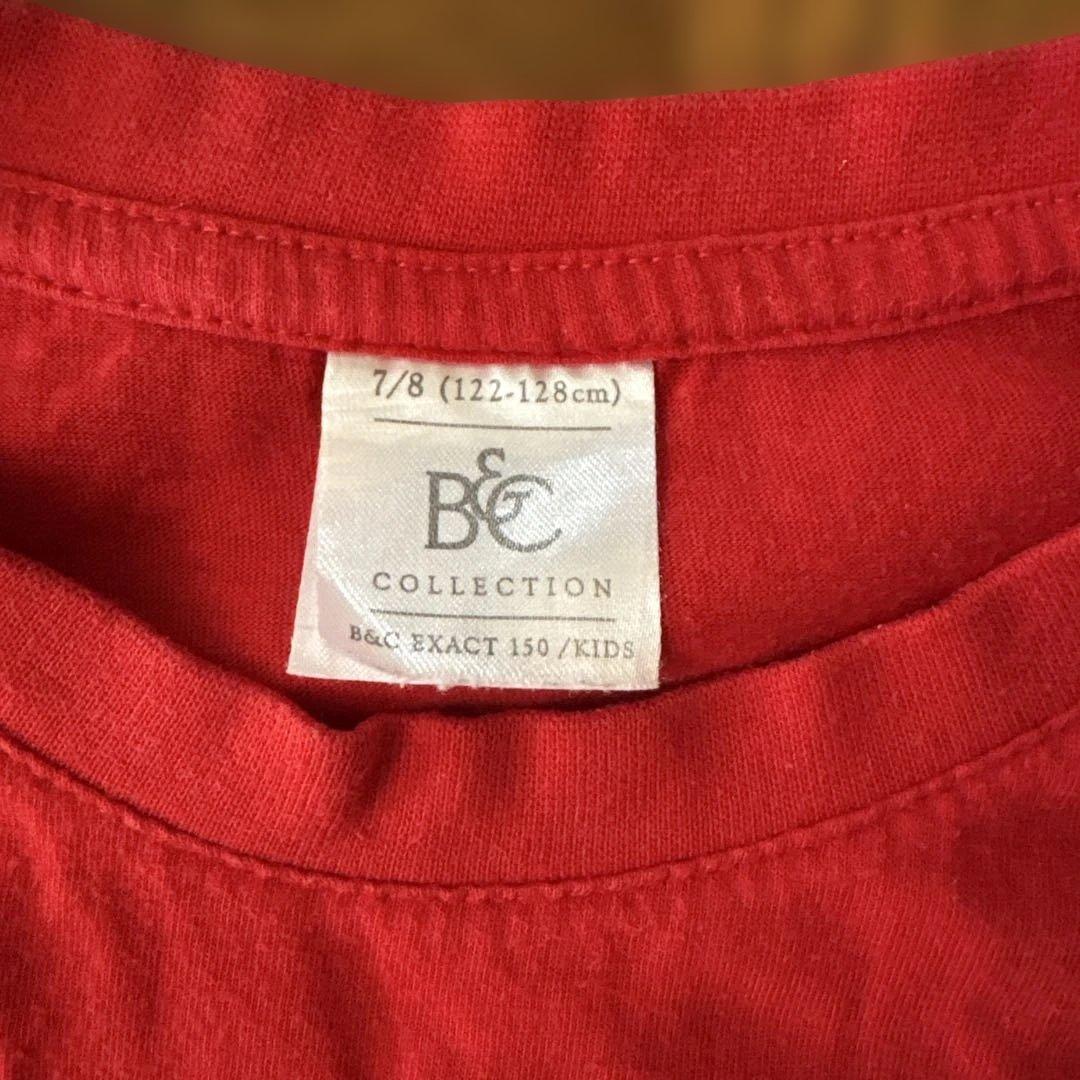 7/8 (122-128cm)
B&C
COLLECTION
B&C EXACT 150 /KIDS